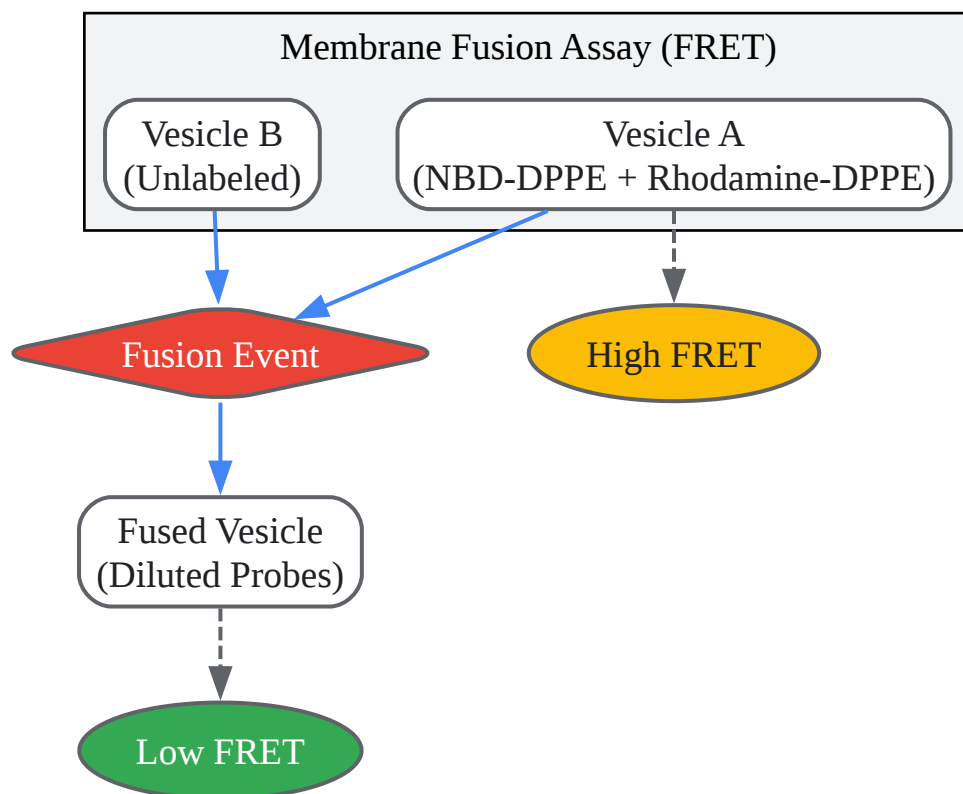 Membrane Fusion Assay (FRET)
Vesicle B
(Unlabeled)
Vesicle A
(NBD-DPPE + Rhodamine-DPPE)
Fusion Event
High FRET
Fused Vesicle
(Diluted Probes)
Low FRET